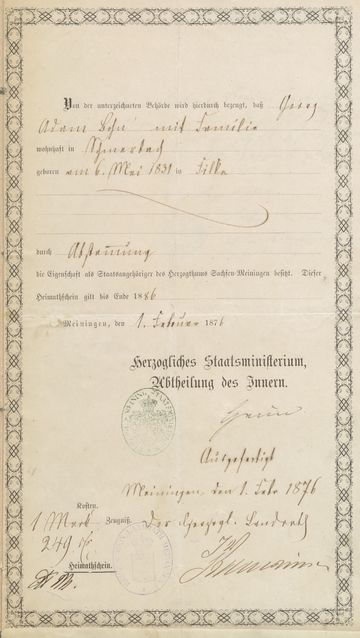 Von der unterzeichneten Behörde wird hierdurch bezeugt, daß Georg
Adam mit Familie
wohnhaft in
geboren am 6. Mai 1831 in Filke
durch Abstammung
die Eigenschaft als Staatsangehöriger des Herzogthums Sachsen-Meiningen besitzt. Dieser
Heimathschein gilt bis Ende 1886
Meiningen, den 1. Februar 1876
Herzogliches Staatsministerium,
Abtheilung des Innern.
Ausgefertigt
Meiningen, den 1. Febr 1876
Kosten.
1 Mark Zeugniß. Der Herzogl. Landrath
249
Heimathschein.